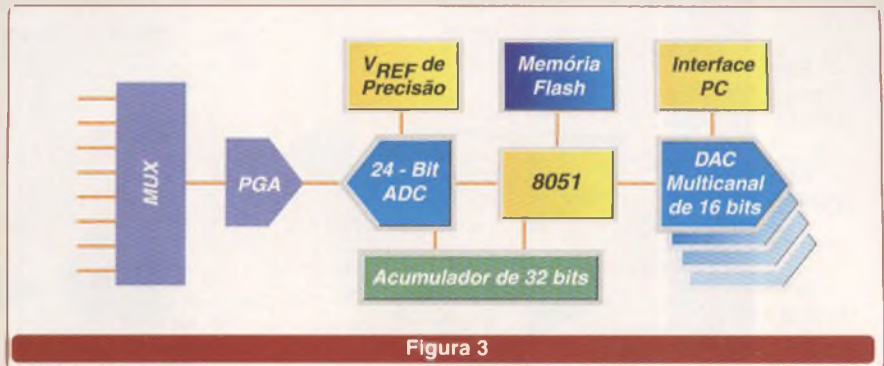 VREF de
Precisão
Memória
Flash
Interface
PC
MUX
PGA
24 - Bit
ADC
8051
DAC
Multicanal
de 16 bits
Acumulador de 32 bits
Figura 3